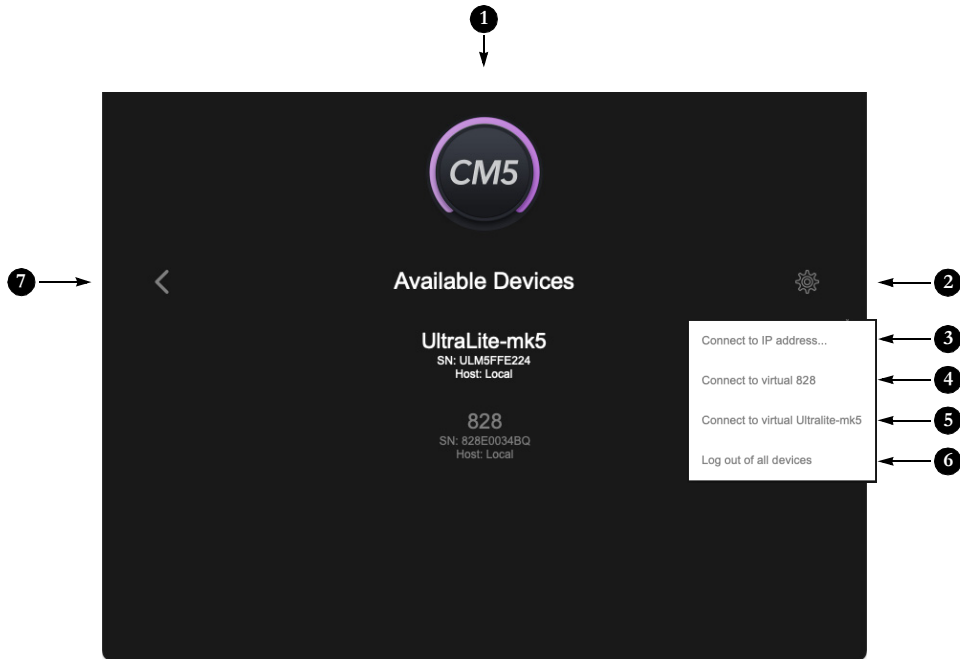 1
CM5
7
Available Devices
2
UltraLite-mk5
SN: ULM5FFE224
Host: Local
828
SN: 828E0034BQ
Host: Local
Connect to IP address...
3
Connect to virtual 828
4
Connect to virtual Ultralite-mk5
5
Log out of all devices
6